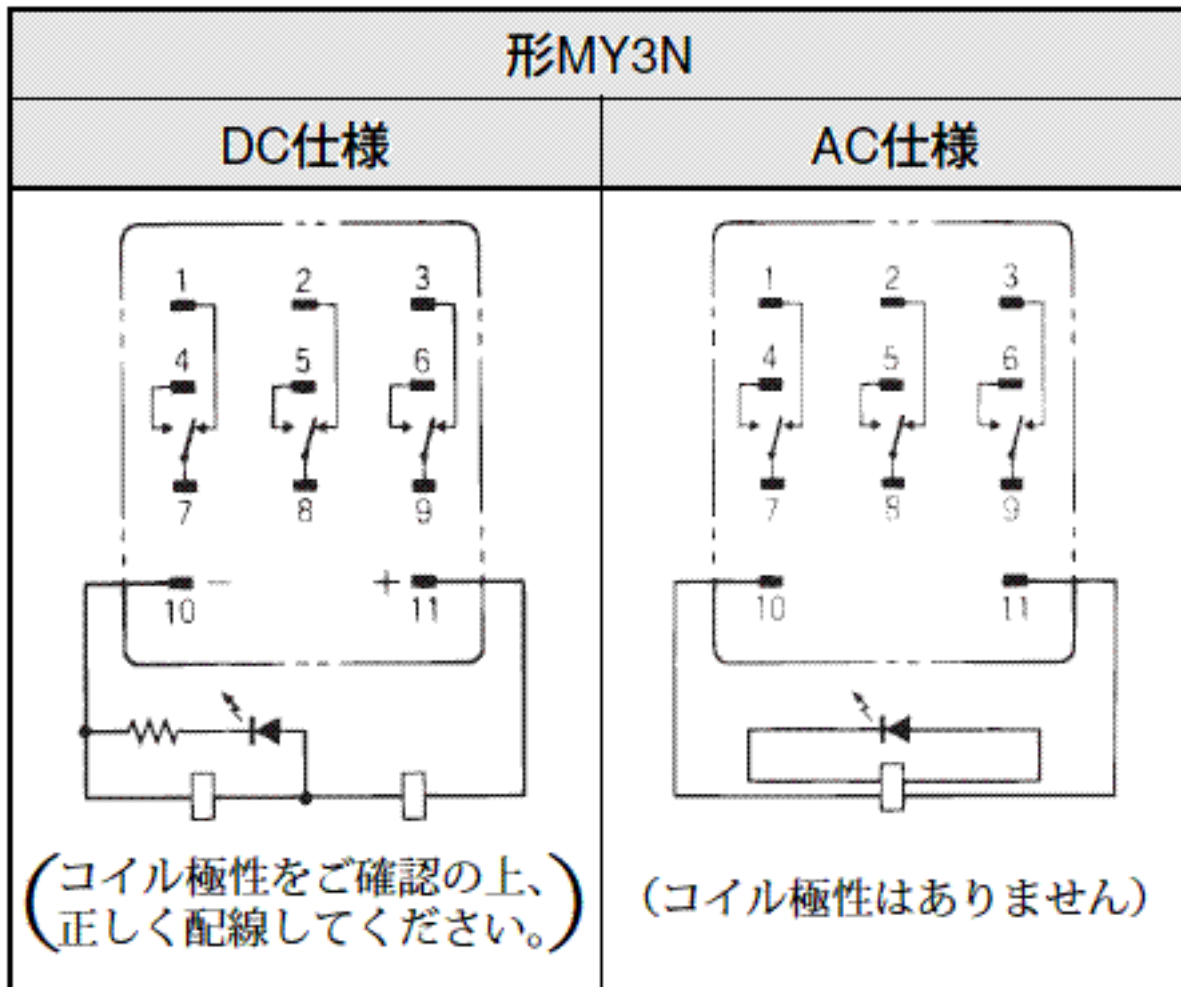 形MY3N
DC仕様
AC仕様
1 2 3
4 5 6
7 8 9
10 − + 11
1 2 3
4 5 6
7 8 9
10 11
(コイル極性をご確認の上、
正しく配線してください。)
(コイル極性はありません)